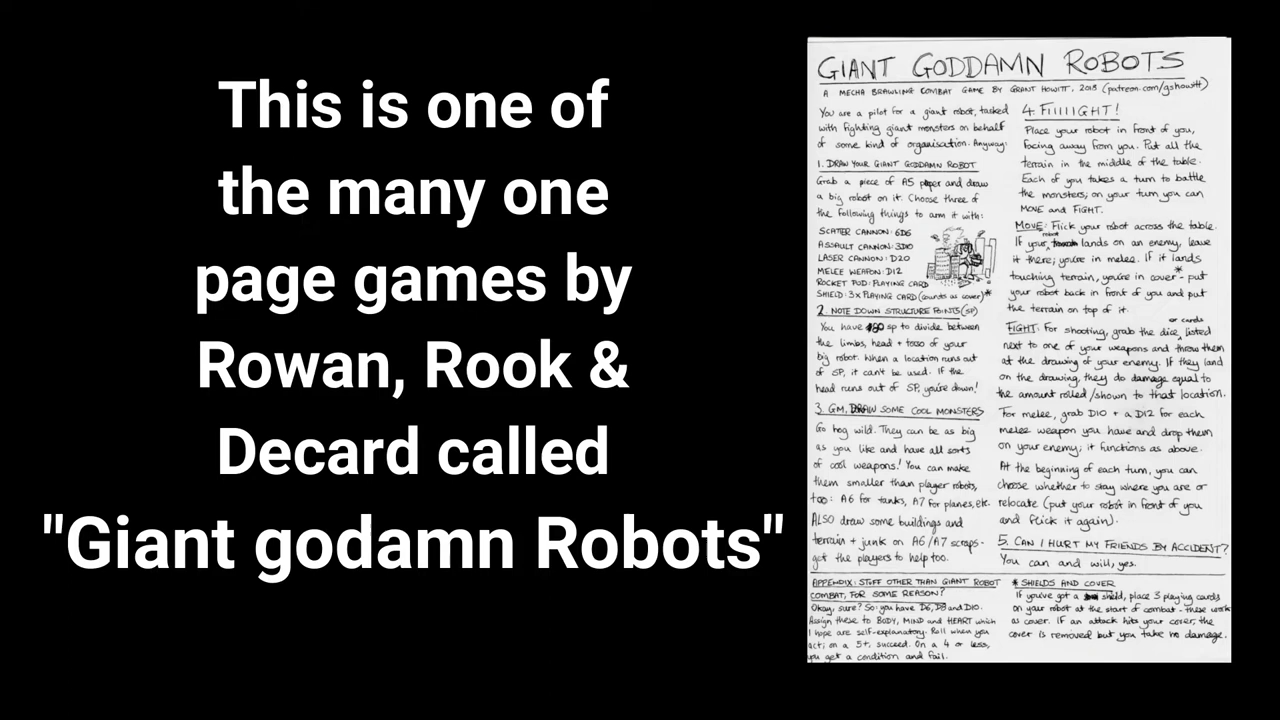 This is one of
the many one
page games by
Rowan, Rook &
Decard called
"Giant godamn Robots"
GIANT GODDAMN ROBOTS
A MECHA BRAWLING COMBAT GAME BY GRANT HOWITT, 2018 (patreon.com/gshowitt)
You are a pilot for a giant robot, tasked
with fighting giant monsters on behalf
of some kind of organisation. Anyway:
1. DRAW YOUR GIANT GODDAMN ROBOT
Grab a piece of A5 paper and draw
a big robot on it. Choose three of
the following things to arm it with:
SCATTER CANNON: 6D6
ASSAULT CANNON: 3D10
LASER CANNON: D20
MELEE WEAPON: D12
ROCKET POD: PLAYING CARD
SHIELD: 3x PLAYING CARD (counts as cover)*
2. NOTE DOWN STRUCTURE POINTS (SP)
You have 80 sp to divide between
the limbs, head + torso of your
big robot. When a location runs out
of SP, it can't be used. If the
head runs out of SP, you're down!
3. GM, DRAW SOME COOL MONSTERS
Go hog wild. They can be as big
as you like and have all sorts
of cool weapons! You can make
them smaller than player robots,
too: A6 for tanks, A7 for planes, etc.
ALSO draw some buildings and
terrain + junk on A6/A7 scraps -
get the players to help too.
APPENDIX: STUFF OTHER THAN GIANT ROBOT
COMBAT, FOR SOME REASON?
Okay, sure? So: you have D6, D8 and D10.
Assign these to BODY, MIND and HEART which
I hope are self-explanatory. Roll when you
act; on a 5+, succeed. On a 4 or less,
you get a condition and fail.
4. FIIIIIGHT!
Place your robot in front of you,
facing away from you. Put all the
terrain in the middle of the table.
Each of you takes a turn to battle
the monsters; on your turn you can
MOVE and FIGHT.
MOVE: Flick your robot across the table.
If your robot lands on an enemy, leave
it there; you're in melee. If it lands
touching terrain, you're in cover* - put
your robot back in front of you and put
the terrain on top of it.
FIGHT: For shooting, grab the dice or cards listed
next to one of your weapons and throw them
at the drawing of your enemy. If they land
on the drawing, they do damage equal to
the amount rolled/shown to that location.
For melee, grab D10 + a D12 for each
melee weapon you have and drop them
on your enemy; it functions as above.
At the beginning of each turn, you can
choose whether to stay where you are or
relocate (put your robot in front of you
and flick it again).
5. CAN I HURT MY FRIENDS BY ACCIDENT?
You can and will, yes.
* SHIELDS AND COVER
If you've got a shield, place 3 playing cards
on your robot at the start of combat - these work
as cover. If an attack hits your cover, the
cover is removed but you take no damage.